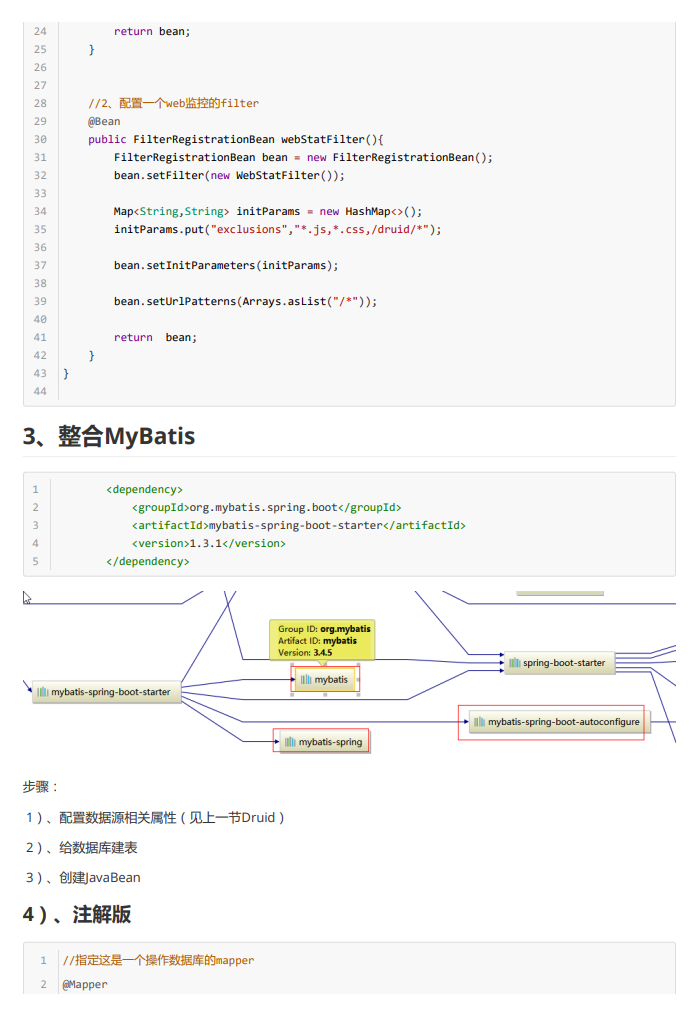 24 return bean;
25 }
26
27
28 //2、配置一个web监控的filter
29 @Bean
30 public FilterRegistrationBean webStatFilter(){
31 FilterRegistrationBean bean = new FilterRegistrationBean();
32 bean.setFilter(new WebStatFilter());
33
34 Map<String,String> initParams = new HashMap<>();
35 initParams.put("exclusions","*.js,*.css,/druid/*");
36
37 bean.setInitParameters(initParams);
38
39 bean.setUrlPatterns(Arrays.asList("/*"));
40
41 return  bean;
42 }
43 }
44
3、整合MyBatis
1 <dependency>
2 <groupId>org.mybatis.spring.boot</groupId>
3 <artifactId>mybatis-spring-boot-starter</artifactId>
4 <version>1.3.1</version>
5 </dependency>
Group ID: org.mybatis
Artifact ID: mybatis
Version: 3.4.5
spring-boot-starter
mybatis
mybatis-spring-boot-starter
mybatis-spring-boot-autoconfigure
mybatis-spring
步骤：
1）、配置数据源相关属性（见上一节Druid）
2）、给数据库建表
3）、创建JavaBean
4）、注解版
1 //指定这是一个操作数据库的mapper
2 @Mapper